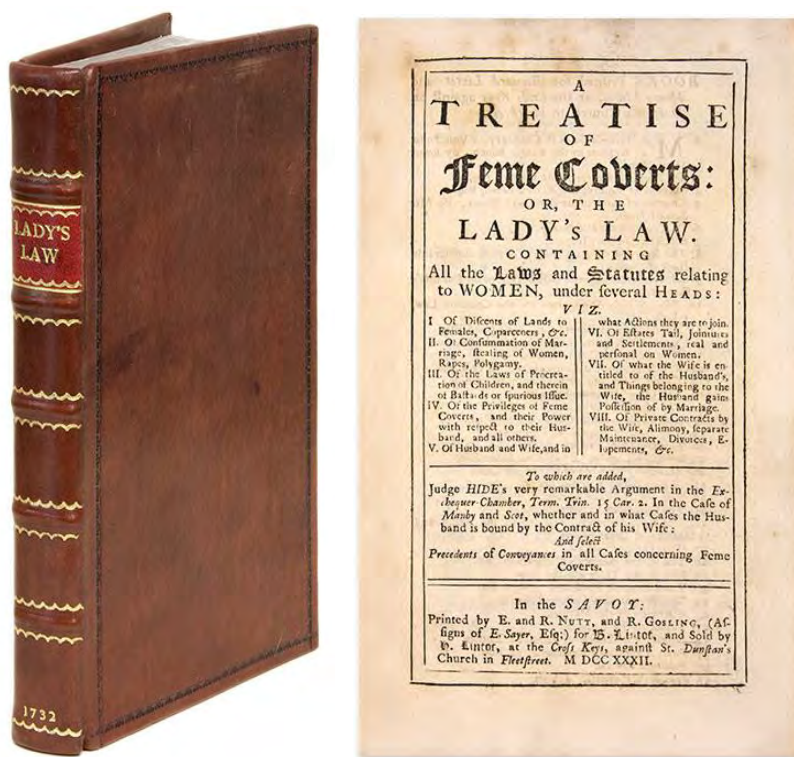 LADY'S
LAW
1732
A
TREATISE
OF
Feme Coverts:
OR, THE
LADY's LAW.
CONTAINING
All the Laws and Statutes relating
to WOMEN, under ſeveral HEADS:
VIZ.
I Of Diſcents of Lands to
Females, Coparceners, &c.
II. Of Conſummation of Mar-
riage, ſtealing of Women,
Rapes, Polygamy.
III. Of the Laws of Procrea-
tion of Children, and therein
of Baſtards or ſpurious Iſſue.
IV. Of the Privileges of Feme
Coverts, and their Power
with reſpect to their Huſ-
band, and all others.
V. Of Husband and Wife, and in
what Actions they are to join.
VI. Of Eſtates Tail, Jointures
and Settlements, real and
perſonal on Women.
VII. Of what the Wife is en-
titled to of the Husband's,
and Things belonging to the
Wife, the Husband gains
Poſſeſſion of by Marriage.
VIII. Of Private Contracts by
the Wife, Alimony, ſeparate
Maintenance, Divorces, E-
lopements, &c.
To which are added,
Judge HIDE's very remarkable Argument in the Ex-
chequer-Chamber, Term. Trin. 15 Car. 2. In the Caſe of
Manby and Scot, whether and in what Caſes the Hus-
band is bound by the Contract of his Wife:
And ſelect
Precedents of Conveyances in all Caſes concerning Feme
Coverts.
In the SAVOY:
Printed by E. and R. NUTT, and R. GOSLING, (Aſ-
ſigns of E. Sayer, Eſq;) for B. Lintot, and Sold by
H. Lintot, at the Croſs Keys, againſt St. Dunſtan's
Church in Fleetſtreet. M DCC XXXII.